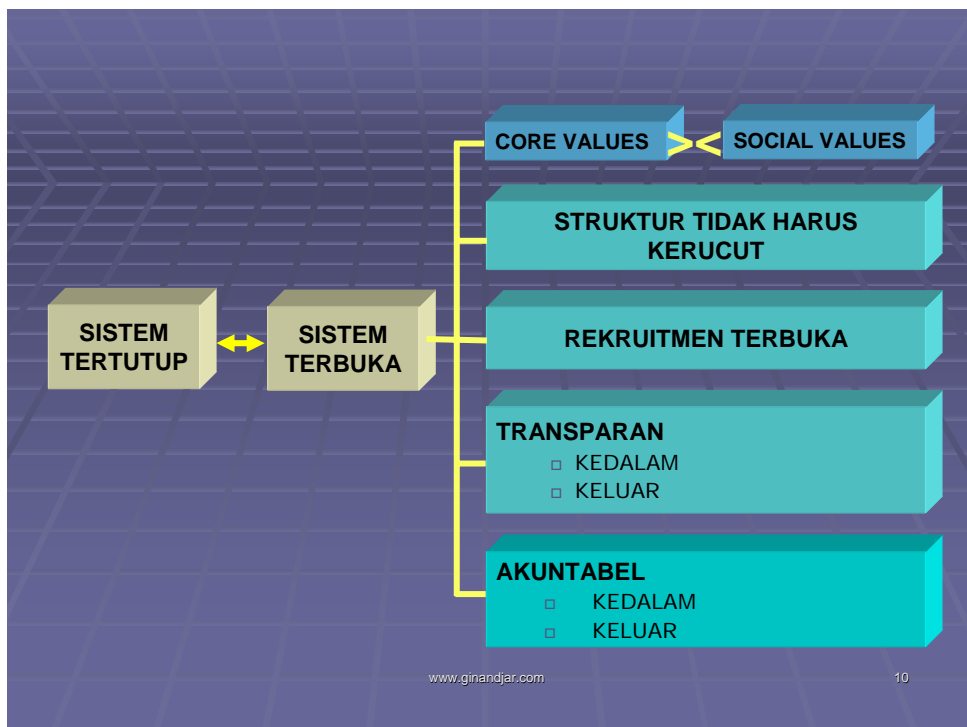 CORE VALUES >< SOCIAL VALUES
STRUKTUR TIDAK HARUS
KERUCUT
SISTEM
TERTUTUP
SISTEM
TERBUKA
REKRUITMEN TERBUKA
TRANSPARAN
KEDALAM
KELUAR
AKUNTABEL
KEDALAM
KELUAR
www.ginandjar.com
10